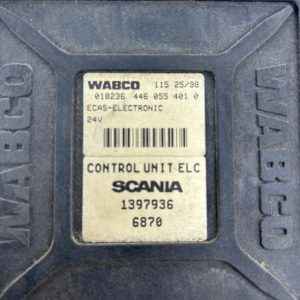 WABCO
WABCO 115 25/98
018236 446 055 401 0
ECAS-ELECTRONIC
24V
CONTROL UNIT ELC
SCANIA
1397936
6870
WABCO